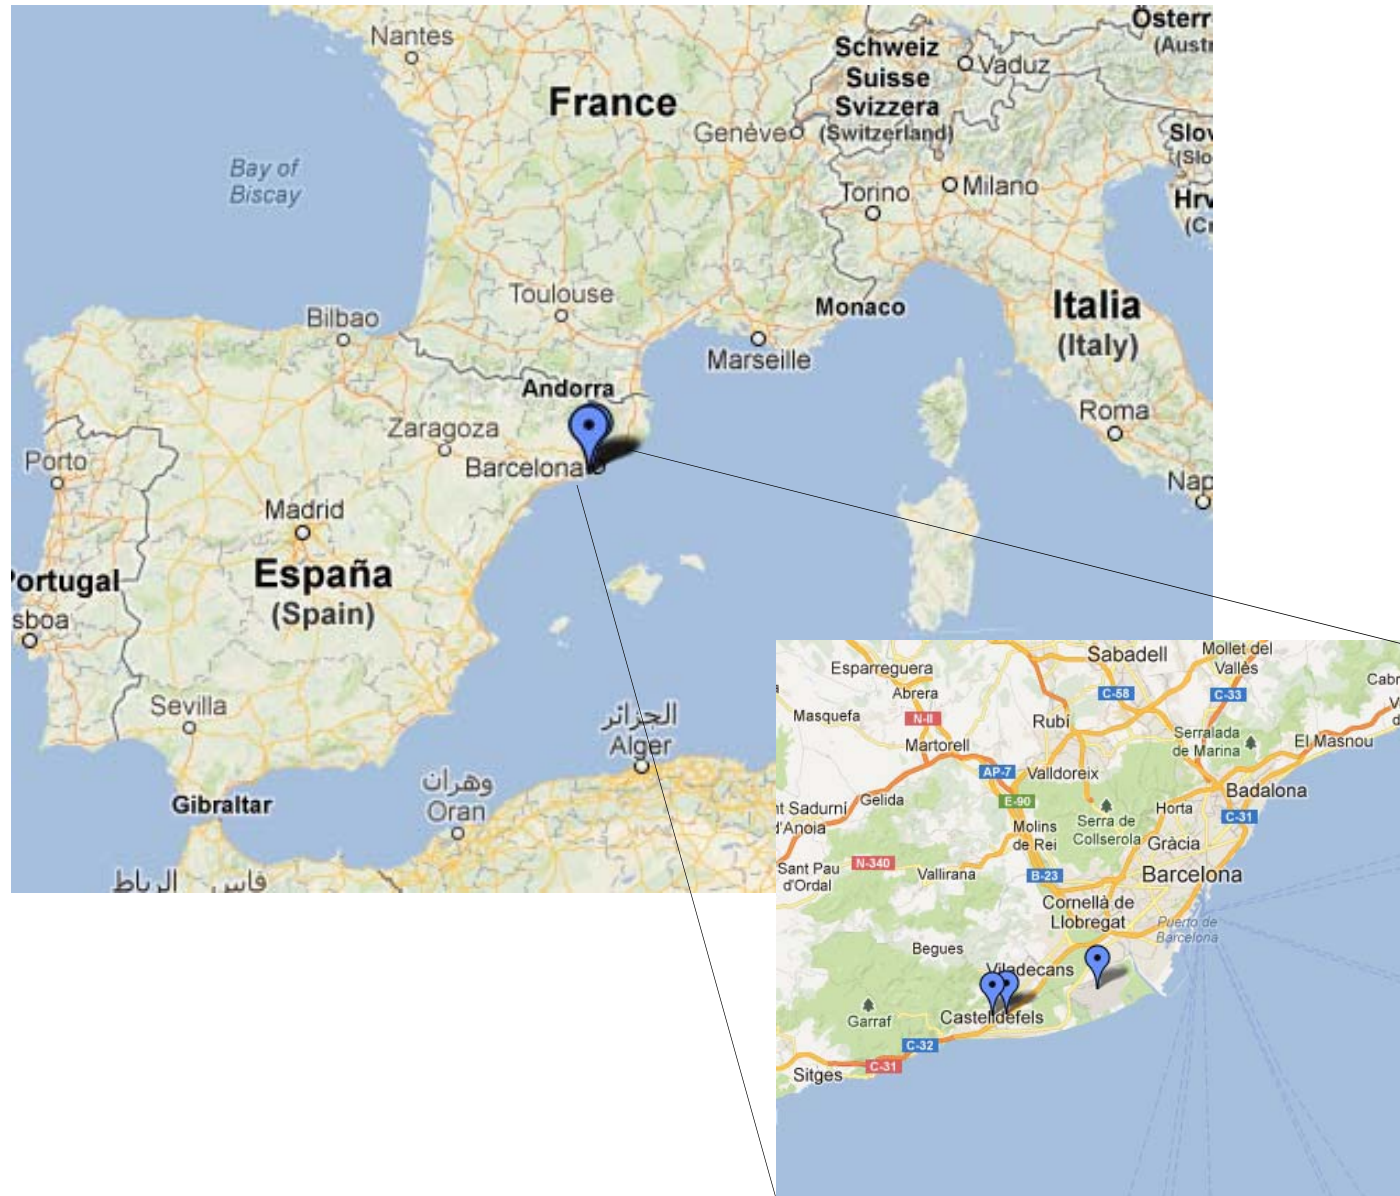 Nantes
France
Schweiz
Suisse
Svizzera
(Switzerland)
Vaduz
Österr
(Austr
Genève
Bay of
Biscay
Torino
Milano
Slov
(Slo
Hrv
(Cr
Toulouse
Bilbao
Monaco
Marseille
Italia
(Italy)
Andorra
Roma
Zaragoza
Barcelona
Porto
Nap
Madrid
España
(Spain)
ortugal
sboa
Sevilla
الجزائر
Alger
وهران
Oran
Gibraltar
فاس
الرباط
Esparreguera
Abrera
Sabadell
Mollet del
Vallès
C-58
C-33
Cabr
Masquefa
N-II
Rubí
Serralada
de Marina
El Masnou
Martorell
AP-7
Valldoreix
Badalona
E-90
nt Sadurní
d'Anoia
Gelida
Molins
de Rei
Serra de
Collserola
Horta
C-31
Gràcia
Sant Pau
d'Ordal
N-340
Vallirana
B-23
Barcelona
Cornellà de
Llobregat
Puerto de
Barcelona
Begues
Viladecans
Garraf
Castelldefels
C-32
C-31
Sitges